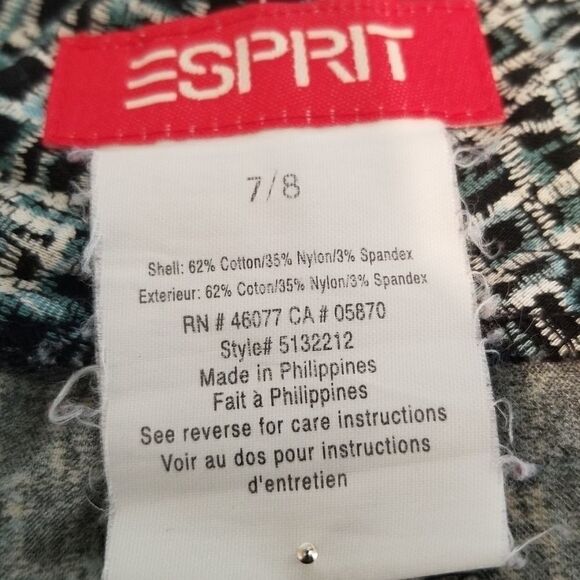 ESPRIT
7/8
Shell: 62% Cotton/35% Nylon/3% Spandex
Exterieur: 62% Coton/35% Nylon/3% Spandex
RN # 46077 CA # 05870
Style# 5132212
Made in Philippines
Fait à Philippines
See reverse for care instructions
Voir au dos pour instructions
d'entretien